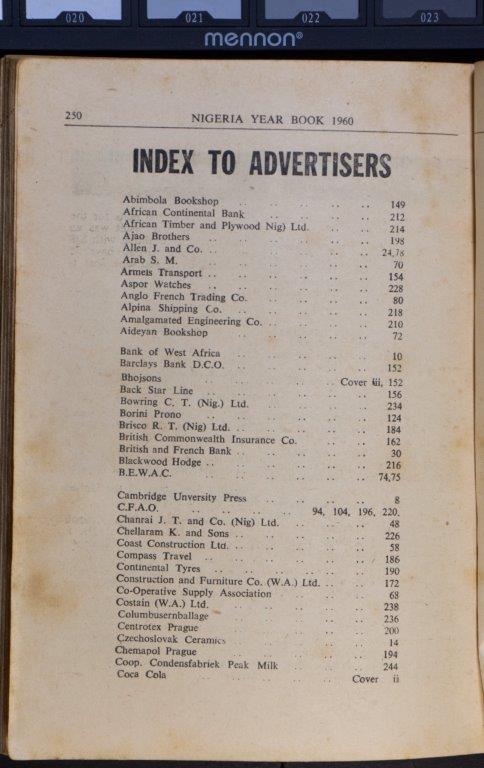 020 021 022 023
mennon®
250 NIGERIA YEAR BOOK 1960
INDEX TO ADVERTISERS
Abimbola Bookshop .. .. .. .. 149
African Continental Bank .. .. .. 212
African Timber and Plywood Nig) Ltd. .. .. 214
Ajao Brothers .. .. .. .. .. 198
Allen J. and Co. .. .. .. .. .. 24,78
Arab S. M. .. .. .. .. .. 70
Armels Transport .. .. .. .. .. 154
Aspor Watches .. .. .. .. .. 228
Anglo French Trading Co. .. .. .. 80
Alpina Shipping Co. .. .. .. .. 218
Amalgamated Engineering Co. .. .. .. .. 210
Aideyan Bookshop .. .. .. .. 72
Bank of West Africa .. .. .. .. 10
Barclays Bank D.C.O. .. .. .. .. 152
Bhojsons .. .. .. .. Cover iii, 152
Back Star Line .. .. .. .. .. 156
Bowring C. T. (Nig.) Ltd. .. .. .. 234
Borini Prono .. .. .. .. .. 124
Brisco R. T. (Nig) Ltd. .. .. .. .. 184
British Commonwealth Insurance Co. .. .. 162
British and French Bank .. .. .. .. 30
Blackwood Hodge .. .. .. .. .. 216
B.E.W.A.C. .. .. .. .. .. 74,75
Cambridge Unversity Press .. .. .. .. 8
C.F.A.O. .. .. .. .. 94, 104, 196, 220.
Chanrai J. T. and Co. (Nig) Ltd. .. .. .. 48
Chellaram K. and Sons .. .. .. .. 226
Coast Construction Ltd. .. .. .. .. 58
Compass Travel .. .. .. .. .. 186
Continental Tyres .. .. .. .. .. 190
Construction and Furniture Co. (W.A.) Ltd. .. .. 172
Co-Operative Supply Association .. .. .. 68
Costain (W.A.) Ltd. .. .. .. .. 238
Columbusernballage .. .. .. .. 236
Centrotex Prague .. .. .. .. 200
Czechoslovak Ceramics .. .. .. .. 14
Chemapol Prague .. .. .. .. 194
Coop. Condensfabriek Peak Milk .. .. .. 244
Coca Cola .. .. .. .. Cover ii